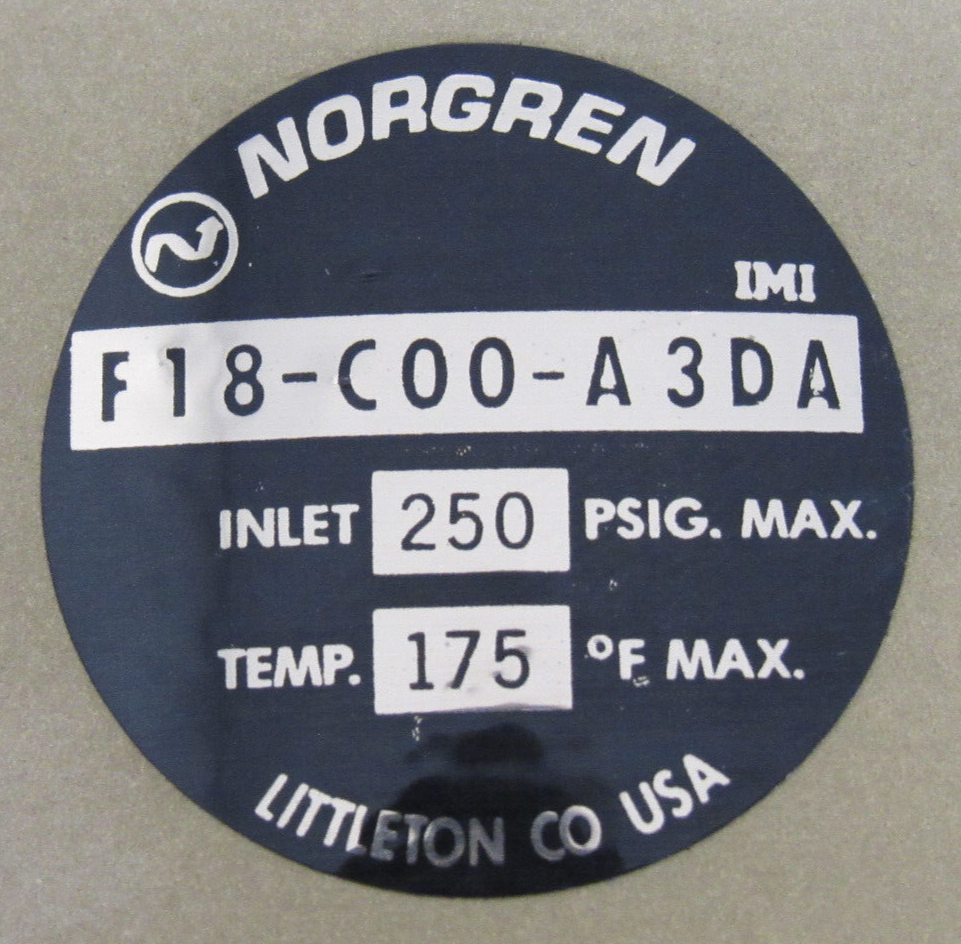 NORGREN
IMI
F18-C00-A3DA
INLET 250 PSIG. MAX.
TEMP. 175 °F MAX.
LITTLETON CO USA